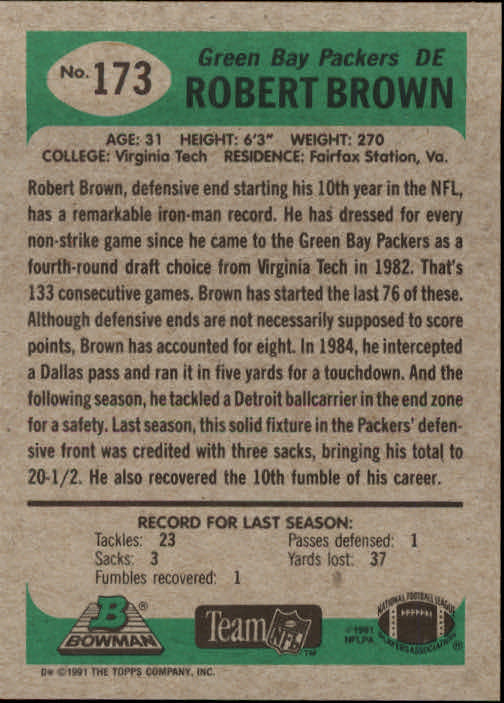 No. 173
Green Bay Packers DE
ROBERT BROWN
AGE: 31 HEIGHT: 6'3" WEIGHT: 270
COLLEGE: Virginia Tech RESIDENCE: Fairfax Station, Va.
Robert Brown, defensive end starting his 10th year in the NFL,
has a remarkable iron-man record. He has dressed for every
non-strike game since he came to the Green Bay Packers as a
fourth-round draft choice from Virginia Tech in 1982. That's
133 consecutive games. Brown has started the last 76 of these.
Although defensive ends are not necessarily supposed to score
points, Brown has accounted for eight. In 1984, he intercepted
a Dallas pass and ran it in five yards for a touchdown. And the
following season, he tackled a Detroit ballcarrier in the end zone
for a safety. Last season, this solid fixture in the Packers' defen-
sive front was credited with three sacks, bringing his total to
20-1/2. He also recovered the 10th fumble of his career.
RECORD FOR LAST SEASON:
Tackles: 23 Passes defensed: 1
Sacks: 3 Yards lost: 37
Fumbles recovered: 1
B ®
BOWMAN
Team NFL ™
©1991
NFLPA
NATIONAL FOOTBALL LEAGUE
PLAYERS ASSOCIATION ®
D* ©1991 THE TOPPS COMPANY, INC.